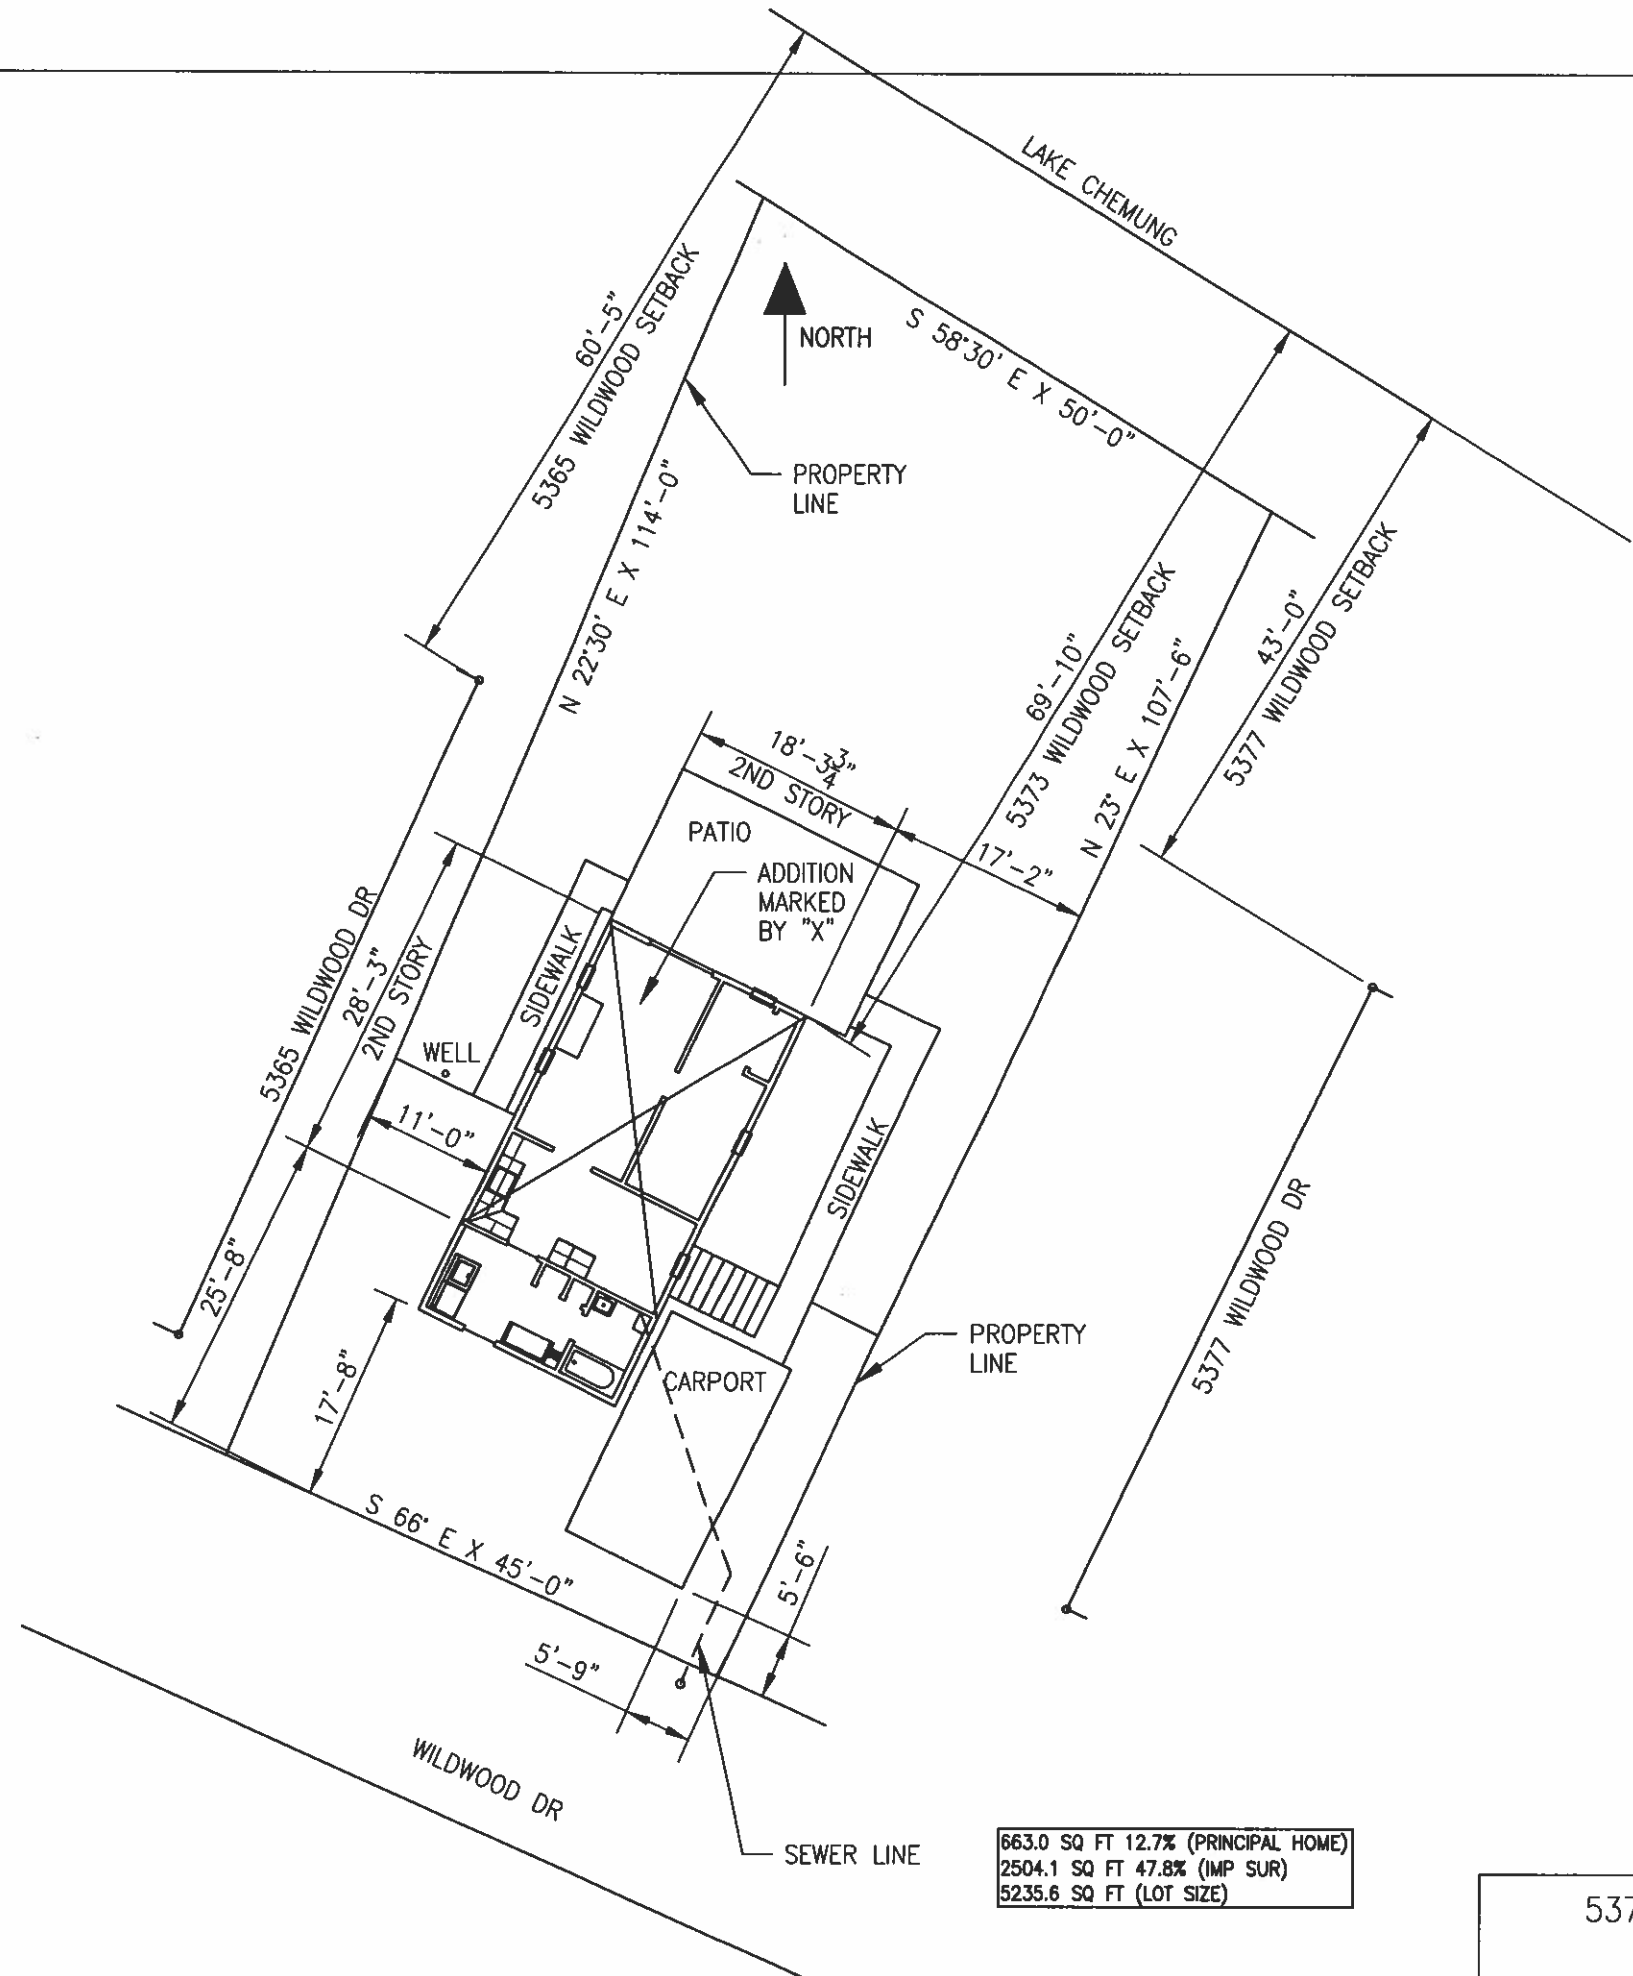 LAKE CHEMUNG
60'-5"
5365 WILDWOOD SETBACK
NORTH
S 58°30' E X 50'-0"
PROPERTY
LINE
N 22°30' E X 114'-0"
69'-10"
5373 WILDWOOD SETBACK
N 23° E X 107'-6"
43'-0"
5377 WILDWOOD SETBACK
18'-3 3/4"
2ND STORY
17'-2"
PATIO
ADDITION
MARKED
BY "X"
5365 WILDWOOD DR
28'-3"
2ND STORY
SIDEWALK
WELL
11'-0"
SIDEWALK
5377 WILDWOOD DR
25'-8"
17'-8"
PROPERTY
LINE
CARPORT
S 66° E X 45'-0"
5'-6"
5'-9"
WILDWOOD DR
SEWER LINE
663.0 SQ FT 12.7% (PRINCIPAL HOME)
2504.1 SQ FT 47.8% (IMP SUR)
5235.6 SQ FT (LOT SIZE)
537